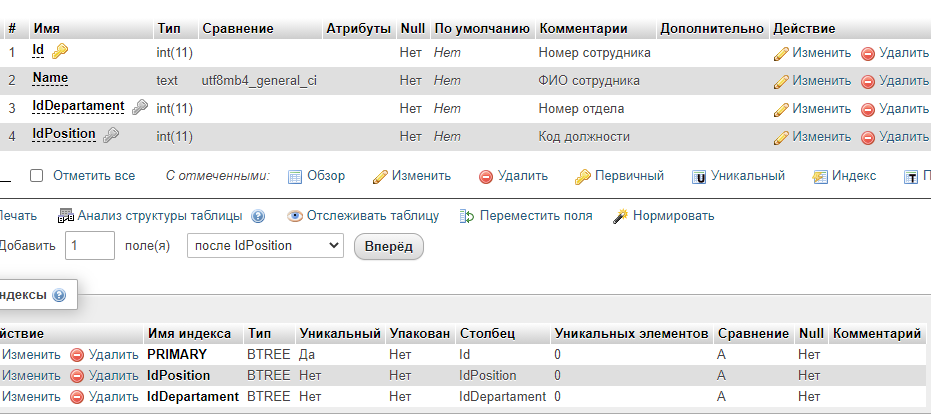 # Имя Тип Сравнение Атрибуты Null По умолчанию Комментарии Дополнительно Действие
1 Id int(11) Нет Нет Номер сотрудника Изменить Удалить
2 Name text utf8mb4_general_ci Нет Нет ФИО сотрудника Изменить Удалить
3 IdDepartament int(11) Нет Нет Номер отдела Изменить Удалить
4 IdPosition int(11) Нет Нет Код должности Изменить Удалить
Отметить все С отмеченными: Обзор Изменить Удалить Первичный U Уникальный Индекс T П
Печать Анализ структуры таблицы Отслеживать таблицу Переместить поля Нормировать
Добавить 1 поле(я) после IdPosition Вперёд
ндексы
йствие Имя индекса Тип Уникальный Упакован Столбец Уникальных элементов Сравнение Null Комментарий
Изменить Удалить PRIMARY BTREE Да Нет Id 0 A Нет
Изменить Удалить IdPosition BTREE Нет Нет IdPosition 0 A Нет
Изменить Удалить IdDepartament BTREE Нет Нет IdDepartament 0 A Нет